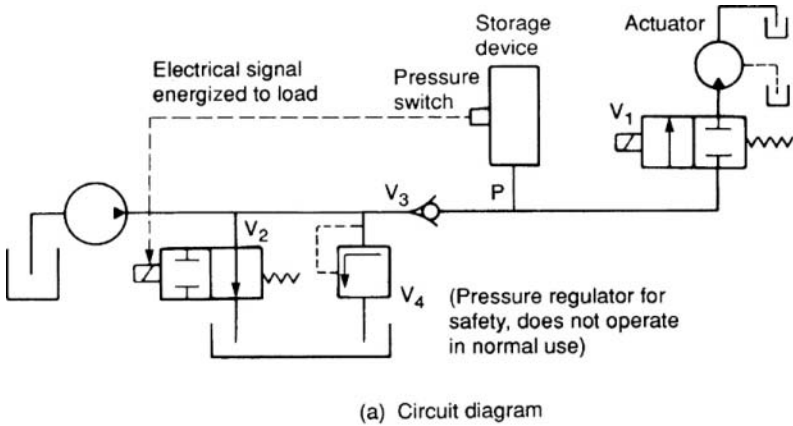 Storage
device
Actuator
Electrical signal
energized to load
Pressure
switch
V1
P
V3
V2
V4
(Pressure regulator for
safety, does not operate
in normal use)
(a) Circuit diagram